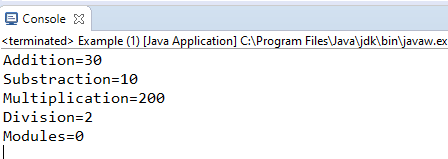 Console
<terminated> Example (1) [Java Application] C:\Program Files\Java\jdk\bin\javaw.ex
Addition=30
Substraction=10
Multiplication=200
Division=2
Modules=0